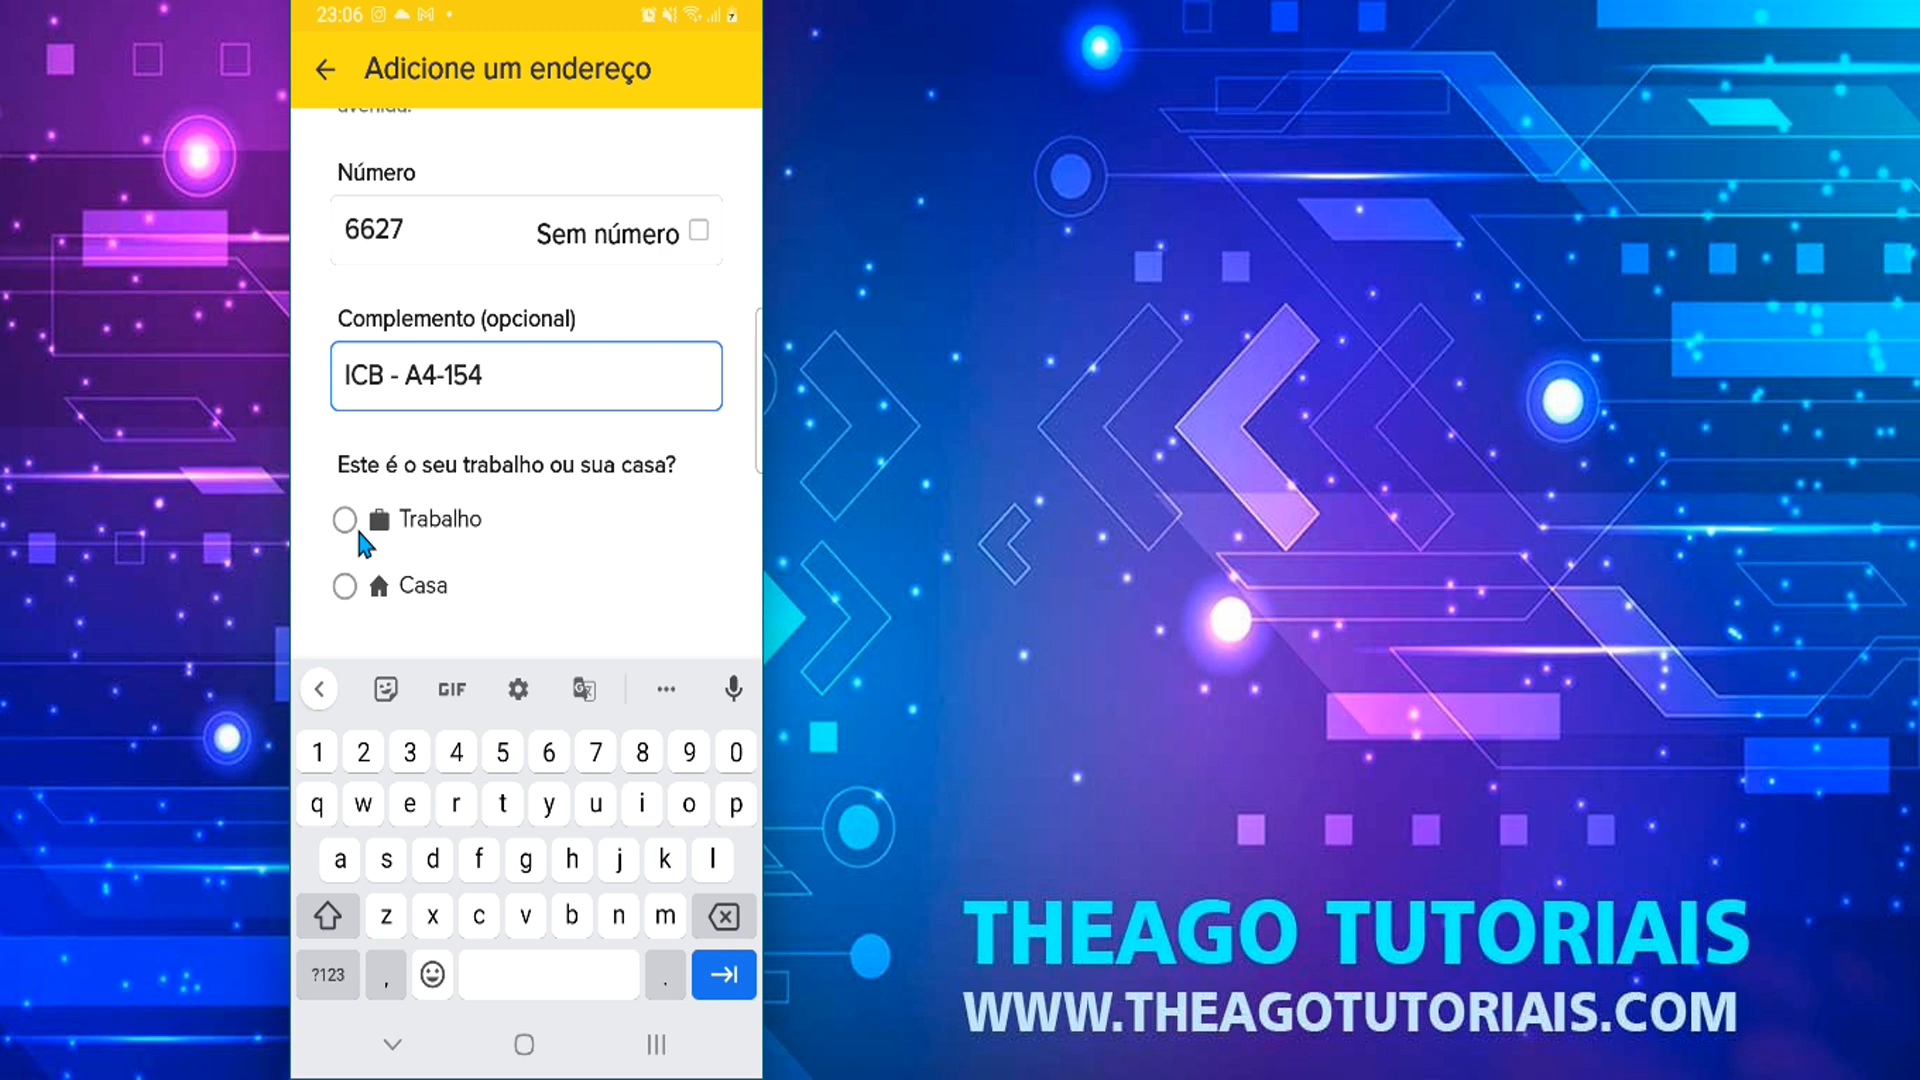 23:06
Adicione um endereço
avenida.
Número
6627
Sem número
Complemento (opcional)
ICB - A4-154
Este é o seu trabalho ou sua casa?
Trabalho
Casa
GIF
1 2 3 4 5 6 7 8 9 0
q w e r t y u i o p
a s d f g h j k l
z x c v b n m
?123 , .
THEAGO TUTORIAIS
WWW.THEAGOTUTORIAIS.COM